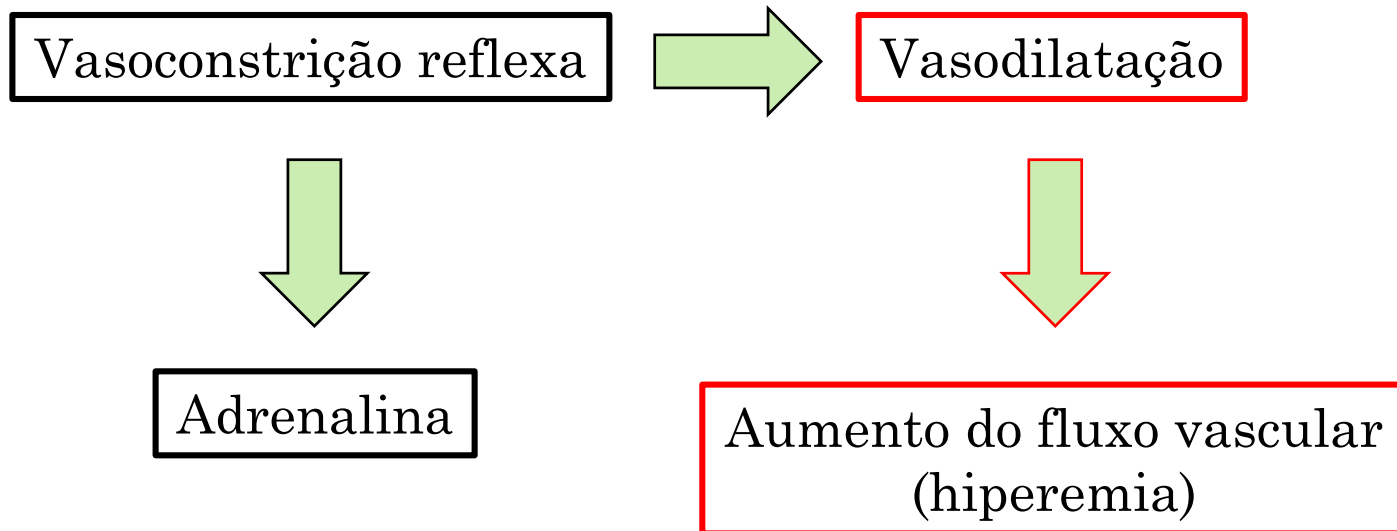 Vasoconstrição reflexa
Vasodilatação
Adrenalina
Aumento do fluxo vascular
(hiperemia)